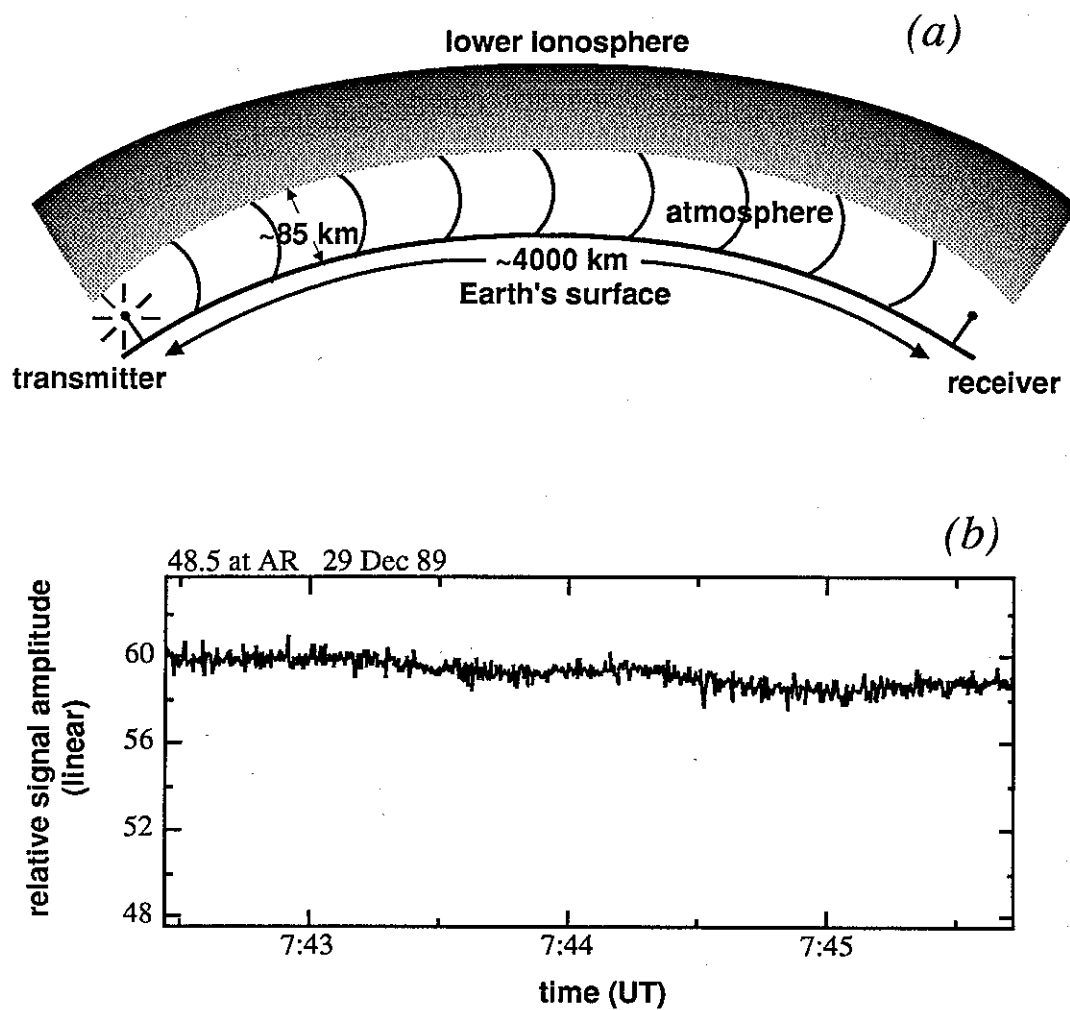 (a)
lower Ionosphere
atmosphere
~85 km
~4000 km
Earth's surface
transmitter
receiver
(b)
48.5 at AR 29 Dec 89
relative signal amplitude
(linear)
60
56
52
48
7:43
7:44
7:45
time (UT)